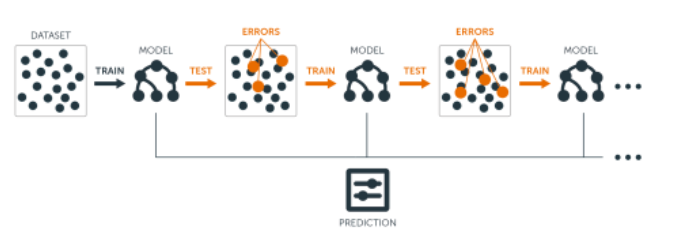 DATASET
TRAIN
MODEL
TEST
ERRORS
TRAIN
MODEL
TEST
ERRORS
TRAIN
MODEL
PREDICTION